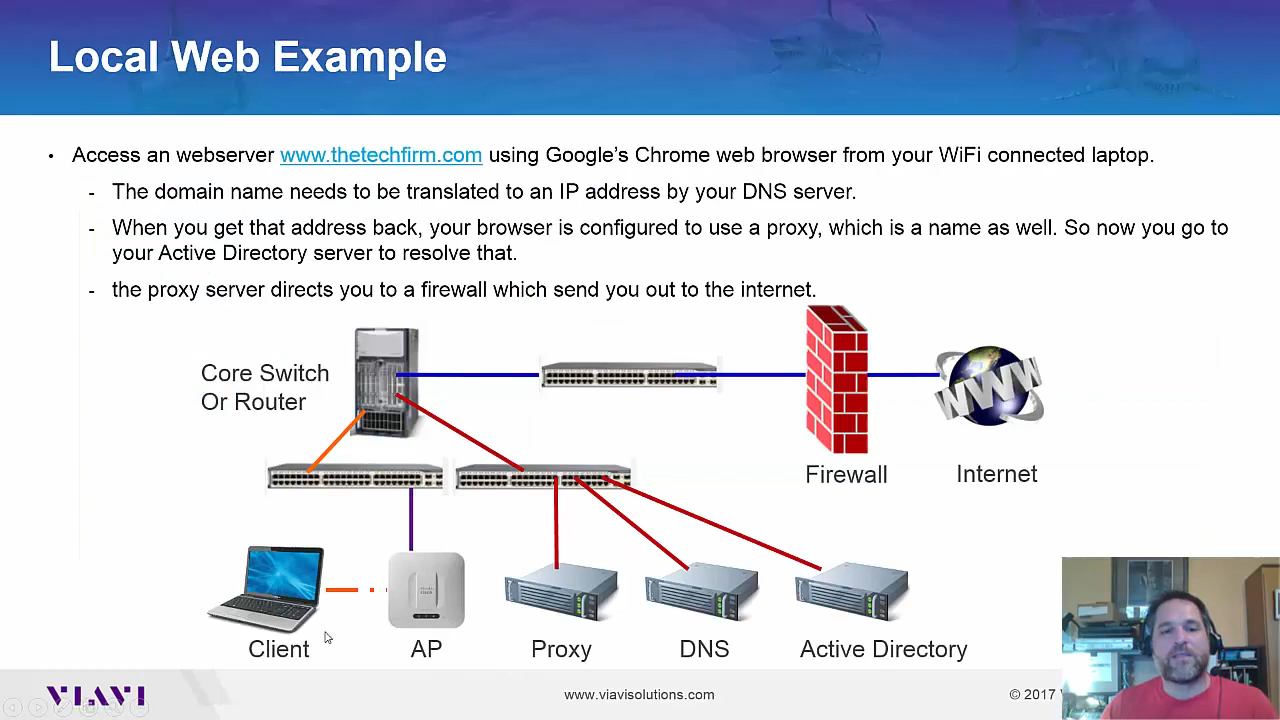 Local Web Example
• Access an webserver www.thetechfirm.com using Google's Chrome web browser from your WiFi connected laptop.
- The domain name needs to be translated to an IP address by your DNS server.
- When you get that address back, your browser is configured to use a proxy, which is a name as well. So now you go to
your Active Directory server to resolve that.
- the proxy server directs you to a firewall which send you out to the internet.
Core Switch
Or Router
WWW
Firewall
Internet
Client
AP
Proxy
DNS
Active Directory
VIAVI
www.viavisolutions.com
© 2017